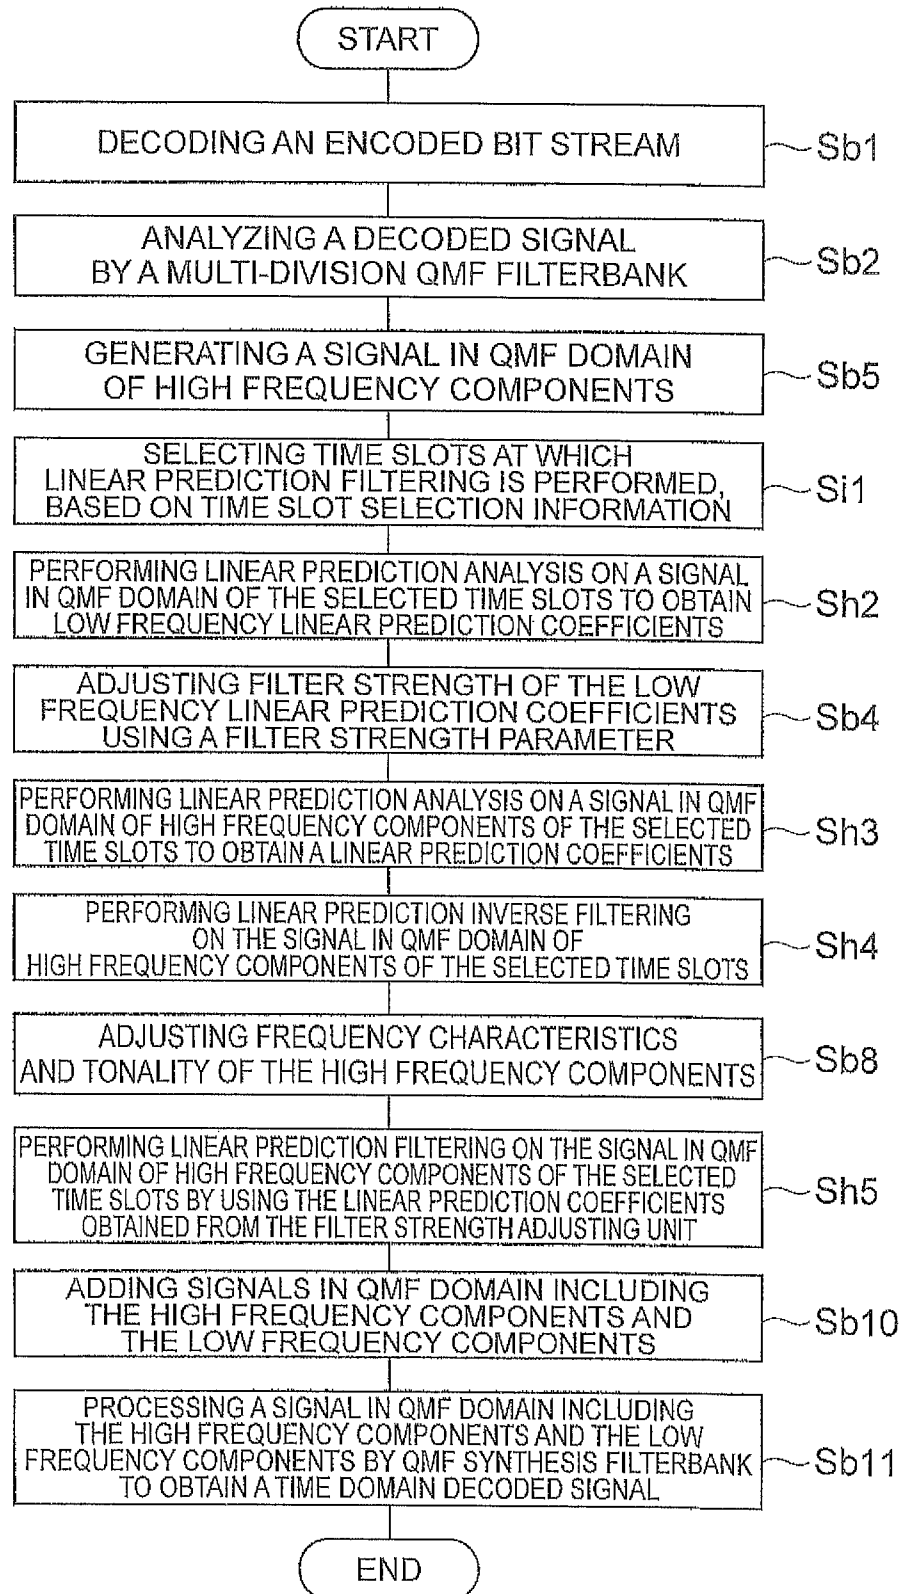 START
DECODING AN ENCODED BIT STREAM
Sb1
ANALYZING A DECODED SIGNAL
BY A MULTI-DIVISION QMF FILTERBANK
Sb2
GENERATING A SIGNAL IN QMF DOMAIN
OF HIGH FREQUENCY COMPONENTS
Sb5
SELECTING TIME SLOTS AT WHICH
LINEAR PREDICTION FILTERING IS PERFORMED,
BASED ON TIME SLOT SELECTION INFORMATION
Si1
PERFORMING LINEAR PREDICTION ANALYSIS ON A SIGNAL
IN QMF DOMAIN OF THE SELECTED TIME SLOTS TO OBTAIN
LOW FREQUENCY LINEAR PREDICTION COEFFICIENTS
Sh2
ADJUSTING FILTER STRENGTH OF THE LOW
FREQUENCY LINEAR PREDICTION COEFFICIENTS
USING A FILTER STRENGTH PARAMETER
Sb4
PERFORMING LINEAR PREDICTION ANALYSIS ON A SIGNAL IN QMF
DOMAIN OF HIGH FREQUENCY COMPONENTS OF THE SELECTED
TIME SLOTS TO OBTAIN A LINEAR PREDICTION COEFFICIENTS
Sh3
PERFORMNG LINEAR PREDICTION INVERSE FILTERING
ON THE SIGNAL IN QMF DOMAIN OF
HIGH FREQUENCY COMPONENTS OF THE SELECTED TIME SLOTS
Sh4
ADJUSTING FREQUENCY CHARACTERISTICS
AND TONALITY OF THE HIGH FREQUENCY COMPONENTS
Sb8
PERFORMING LINEAR PREDICTION FILTERING ON THE SIGNAL IN QMF
DOMAIN OF HIGH FREQUENCY COMPONENTS OF THE SELECTED
TIME SLOTS BY USING THE LINEAR PREDICTION COEFFICIENTS
OBTAINED FROM THE FILTER STRENGTH ADJUSTING UNIT
Sh5
ADDING SIGNALS IN QMF DOMAIN INCLUDING
THE HIGH FREQUENCY COMPONENTS AND
THE LOW FREQUENCY COMPONENTS
Sb10
PROCESSING A SIGNAL IN QMF DOMAIN INCLUDING
THE HIGH FREQUENCY COMPONENTS AND THE LOW
FREQUENCY COMPONENTS BY QMF SYNTHESIS FILTERBANK
TO OBTAIN A TIME DOMAIN DECODED SIGNAL
Sb11
END